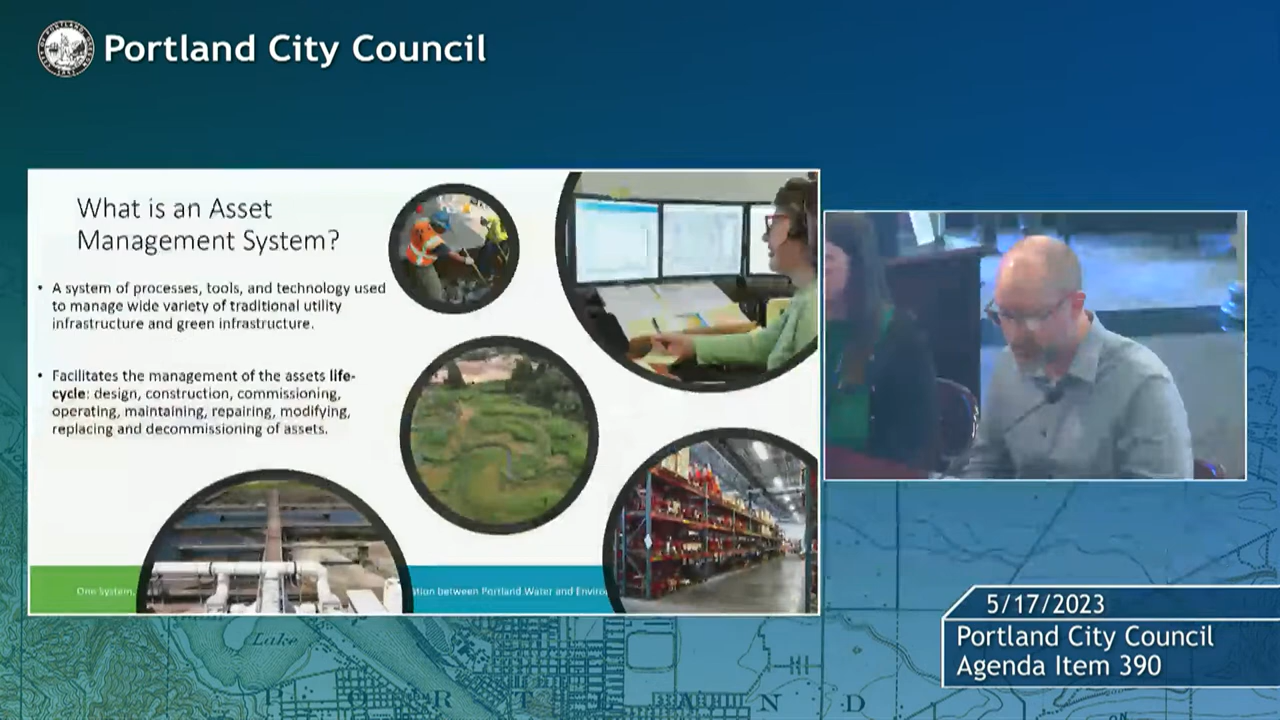 Portland City Council
What is an Asset
Management System?
• A system of processes, tools, and technology used
to manage wide variety of traditional utility
infrastructure and green infrastructure.
• Facilitates the management of the assets life-
cycle: design, construction, commissioning,
operating, maintaining, repairing, modifying,
replacing and decommissioning of assets.
One System, tion between Portland Water and Enviro
5/17/2023
Portland City Council
Agenda Item 390
Lake
R T L A N D